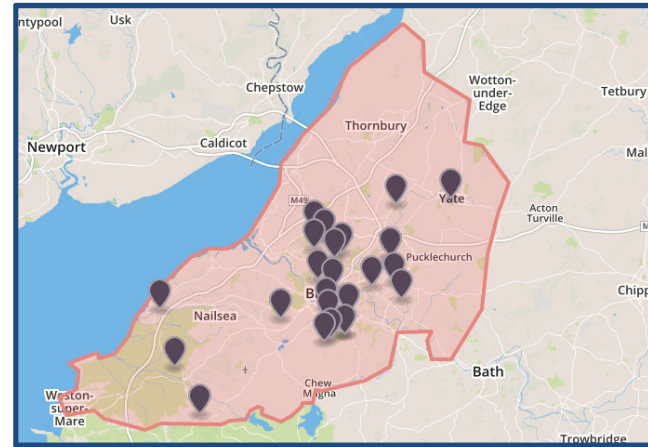 ntypool
Usk
Chepstow
Wotton-
under-
Edge
Tetbury
Thornbury
Newport
Caldicot
M49
Yate
Acton
Turville
Mal
Pucklechurch
B
Chipp
Nailsea
Chew
Magna
Bath
Weston-
super-
Mare
Trowbridge